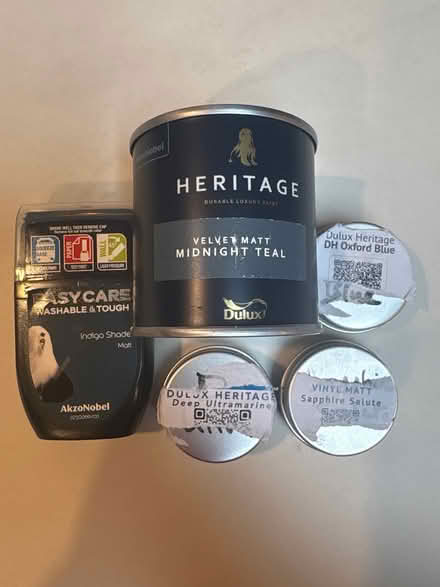 AkzoNobel
HERITAGE
DURABLE LUXURY PAINT
VELVET MATT
MIDNIGHT TEAL
Dulux
EASYCARE
WASHABLE & TOUGH
Indigo Shade
Matt
AkzoNobel
Dulux Heritage
DH Oxford Blue
DULUX HERITAGE
Deep Ultramarine
VINYL MATT
Sapphire Salute